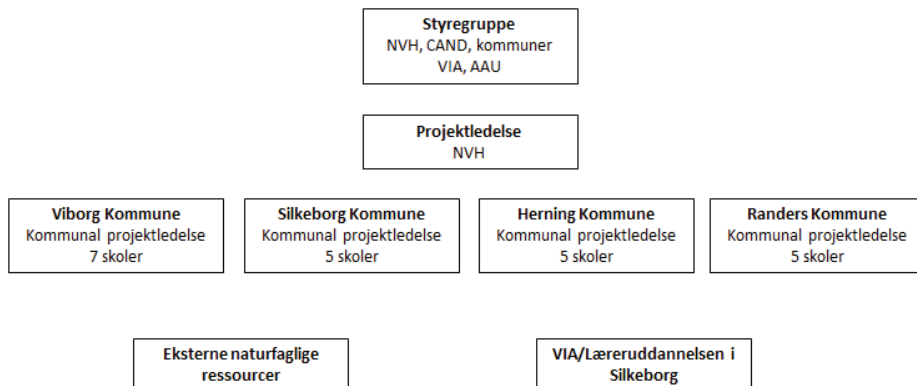 Styregruppe
NVH, CAND, kommuner
VIA, AAU
Projektledelse
NVH
Viborg Kommune
Kommunal projektledelse
7 skoler
Silkeborg Kommune
Kommunal projektledelse
5 skoler
Herning Kommune
Kommunal projektledelse
5 skoler
Randers Kommune
Kommunal projektledelse
5 skoler
Eksterne naturfaglige
ressourcer
VIA/Læreruddannelsen i
Silkeborg